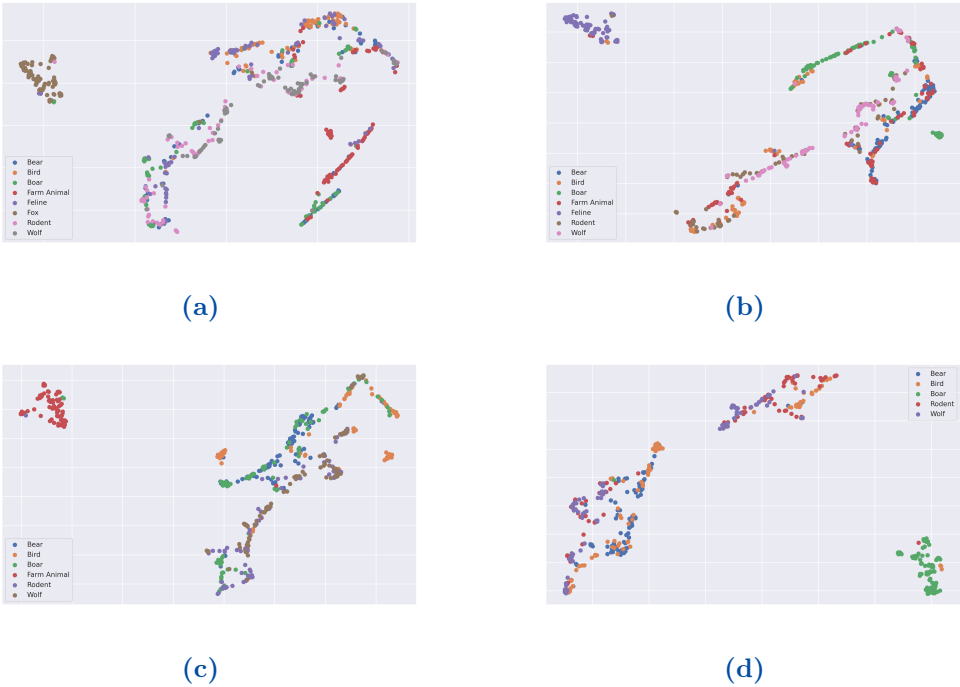 Bear
Bird
Boar
Farm Animal
Feline
Fox
Rodent
Wolf
(a)
Bear
Bird
Boar
Farm Animal
Feline
Rodent
Wolf
(b)
Bear
Bird
Boar
Farm Animal
Rodent
Wolf
(c)
Bear
Bird
Boar
Rodent
Wolf
(d)